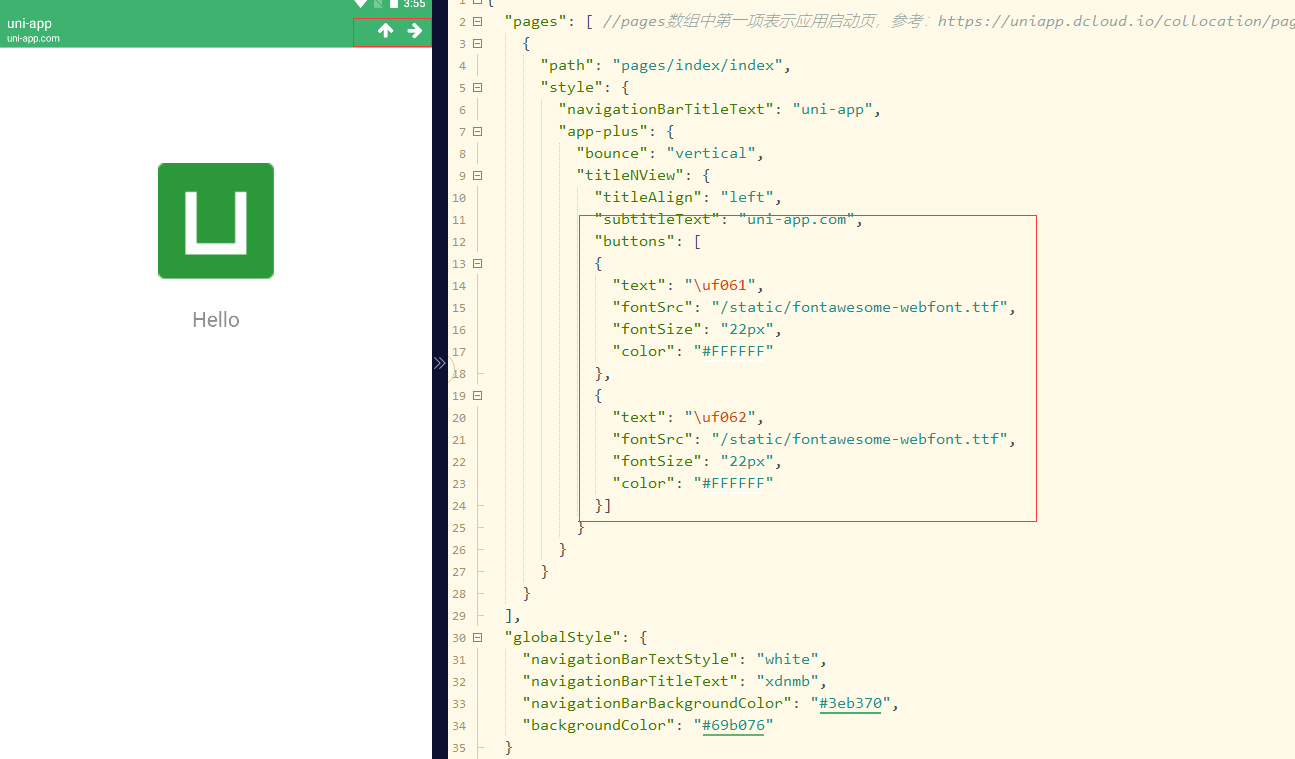 3:55
uni-app
uni-app.com
Hello
1 {
2 "pages": [ //pages数组中第一项表示应用启动页，参考：https://uniapp.dcloud.io/collocation/pag
3 {
4 "path": "pages/index/index",
5 "style": {
6 "navigationBarTitleText": "uni-app",
7 "app-plus": {
8 "bounce": "vertical",
9 "titleNView": {
10 "titleAlign": "left",
11 "subtitleText": "uni-app.com",
12 "buttons": [
13 {
14 "text": "\uf061",
15 "fontSrc": "/static/fontawesome-webfont.ttf",
16 "fontSize": "22px",
17 "color": "#FFFFFF"
18 },
19 {
20 "text": "\uf062",
21 "fontSrc": "/static/fontawesome-webfont.ttf",
22 "fontSize": "22px",
23 "color": "#FFFFFF"
24 }]
25 }
26 }
27 }
28 }
29 ],
30 "globalStyle": {
31 "navigationBarTextStyle": "white",
32 "navigationBarTitleText": "xdnmb",
33 "navigationBarBackgroundColor": "#3eb370",
34 "backgroundColor": "#69b076"
35 }